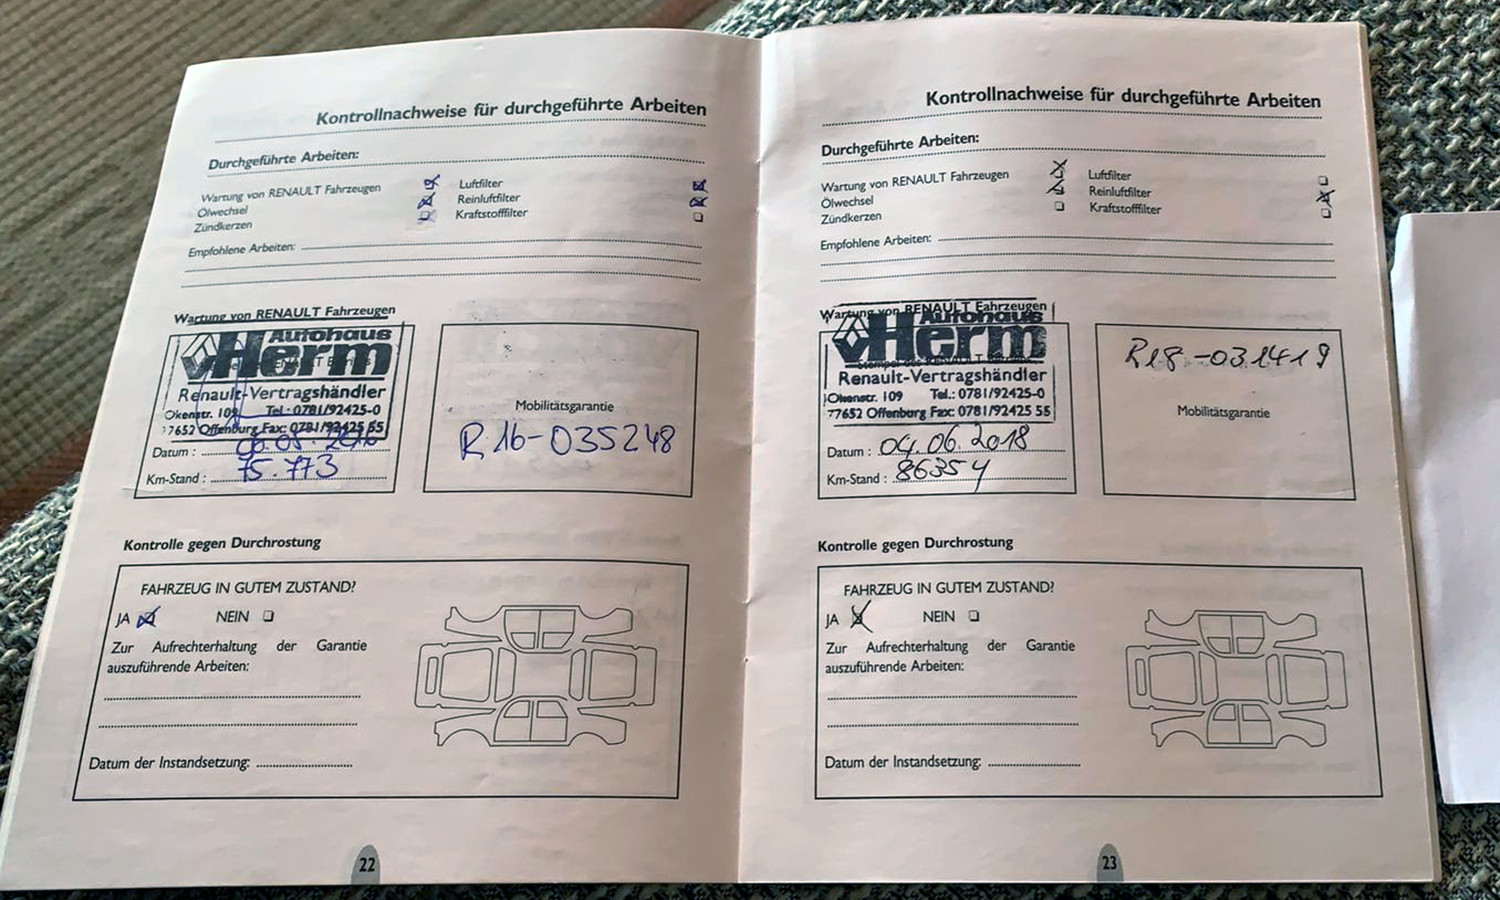 Kontrollnachweise für durchgeführte Arbeiten
Durchgeführte Arbeiten:
Wartung von RENAULT Fahrzeugen
Ölwechsel
Zündkerzen
Luftfilter
Reinluftfilter
Kraftstofffilter
Empfohlene Arbeiten:
Wartung von RENAULT Fahrzeugen
Autohaus
Herm
Renault-Vertragshändler
Okenstr. 109 Tel.: 0781/92425-0
77652 Offenburg Fax: 0781/92425 55
Datum :
Km-Stand : 75.773
Mobilitätsgarantie
R16-035248
Kontrolle gegen Durchrostung
FAHRZEUG IN GUTEM ZUSTAND?
JA NEIN
Zur Aufrechterhaltung der Garantie
auszuführende Arbeiten:
Datum der Instandsetzung:
22
Kontrollnachweise für durchgeführte Arbeiten
Durchgeführte Arbeiten:
Wartung von RENAULT Fahrzeugen
Ölwechsel
Zündkerzen
Luftfilter
Reinluftfilter
Kraftstofffilter
Empfohlene Arbeiten:
Wartung von RENAULT Fahrzeugen
Autohaus
Herm
Renault-Vertragshändler
Okenstr. 109 Tel.: 0781/92425-0
77652 Offenburg Fax: 0781/92425 55
Datum : 04.06.2018
Km-Stand : 86354
R18-031419
Mobilitätsgarantie
Kontrolle gegen Durchrostung
FAHRZEUG IN GUTEM ZUSTAND?
JA NEIN
Zur Aufrechterhaltung der Garantie
auszuführende Arbeiten:
Datum der Instandsetzung:
23